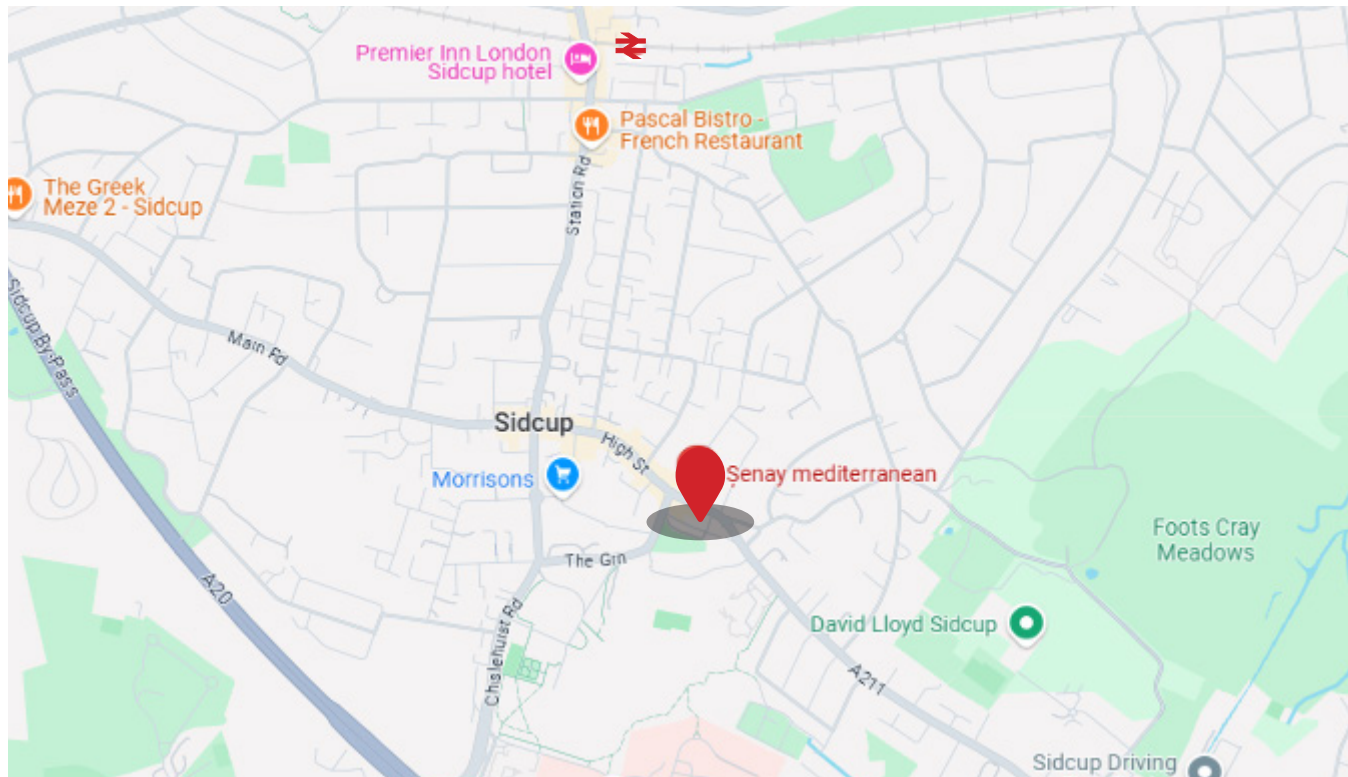 Premier Inn London
Sidcup hotel
Pascal Bistro -
French Restaurant
The Greek
Meze 2 - Sidcup
Station Rd
Sidcup By-Pass
Main Rd
Sidcup
High St
Morrisons
Şenay mediterranean
Foots Cray
Meadows
The Grn
A20
Chislehurst Rd
David Lloyd Sidcup
A211
Sidcup Driving